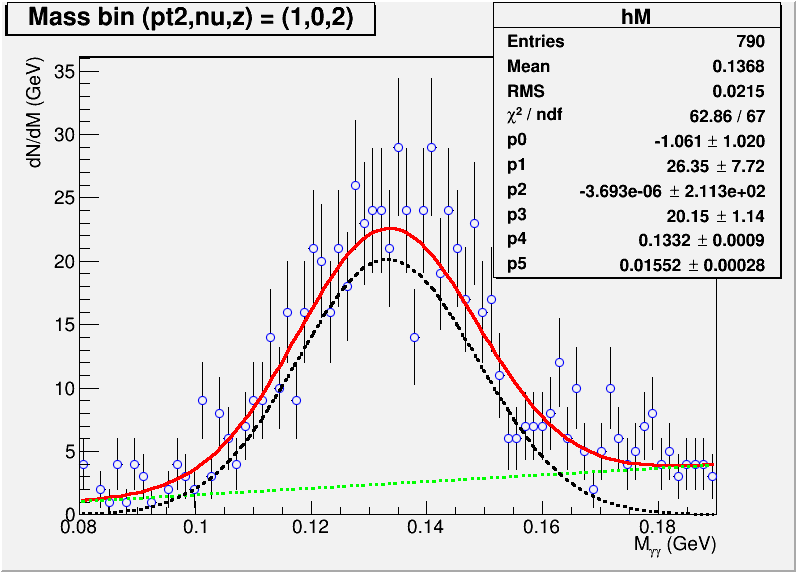 Mass bin (pt2,nu,z) = (1,0,2)
hM
Entries 790
Mean 0.1368
RMS 0.0215
χ² / ndf 62.86 / 67
p0 -1.061 ± 1.020
p1 26.35 ± 7.72
p2 -3.693e-06 ± 2.113e+02
p3 20.15 ± 1.14
p4 0.1332 ± 0.0009
p5 0.01552 ± 0.00028
dN/dM (GeV)
35
30
25
20
15
10
5
0
0.08 0.1 0.12 0.14 0.16 0.18
Mγγ (GeV)